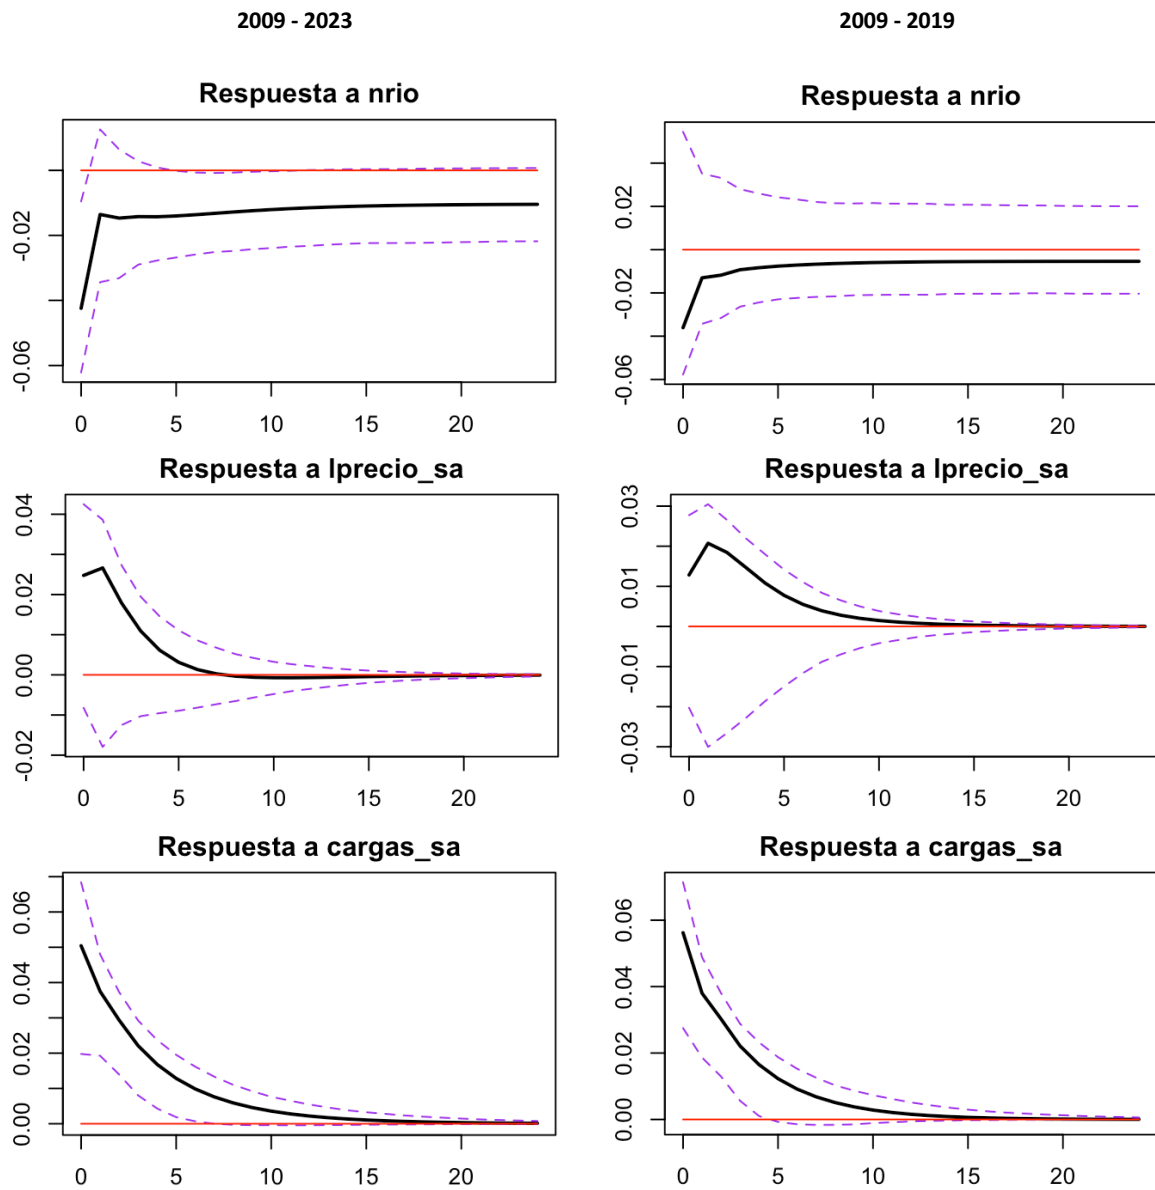 2009 - 2023
2009 - 2019
Respuesta a nrio
-0.02
-0.06
0 5 10 15 20
Respuesta a nrio
0.02
-0.02
-0.06
0 5 10 15 20
Respuesta a lprecio_sa
0.04
0.02
0.00
-0.02
0 5 10 15 20
Respuesta a lprecio_sa
0.03
0.01
-0.01
-0.03
0 5 10 15 20
Respuesta a cargas_sa
0.06
0.04
0.02
0.00
0 5 10 15 20
Respuesta a cargas_sa
0.06
0.04
0.02
0.00
0 5 10 15 20